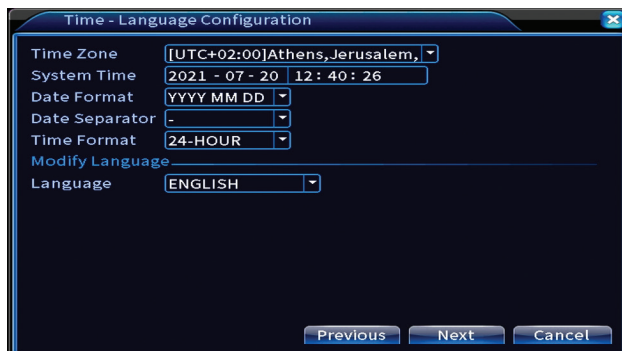 Time - Language Configuration
Time Zone [UTC+02:00]Athens,Jerusalem,
System Time 2021 - 07 - 20 12 : 40 : 26
Date Format YYYY MM DD
Date Separator -
Time Format 24-HOUR
Modify Language
Language ENGLISH
Previous Next Cancel